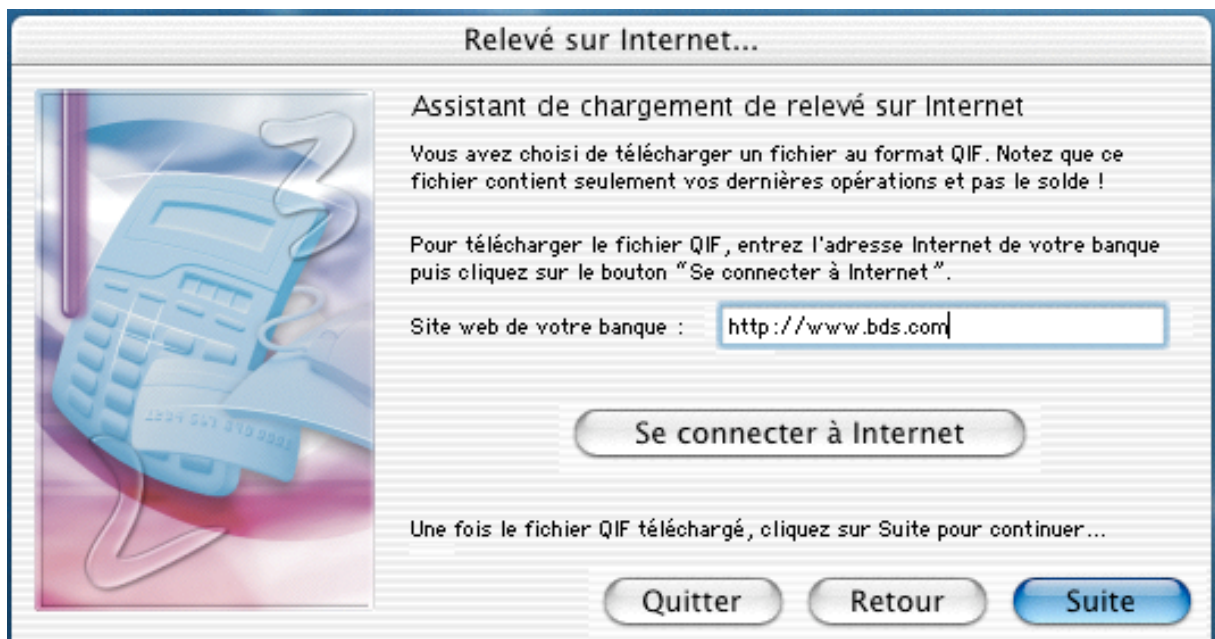 Relevé sur Internet...
Assistant de chargement de relevé sur Internet
Vous avez choisi de télécharger un fichier au format QIF. Notez que ce
fichier contient seulement vos dernières opérations et pas le solde !
Pour télécharger le fichier QIF, entrez l'adresse Internet de votre banque
puis cliquez sur le bouton "Se connecter à Internet".
Site web de votre banque :
http://www.bds.com
Se connecter à Internet
Une fois le fichier QIF téléchargé, cliquez sur Suite pour continuer...
Quitter
Retour
Suite